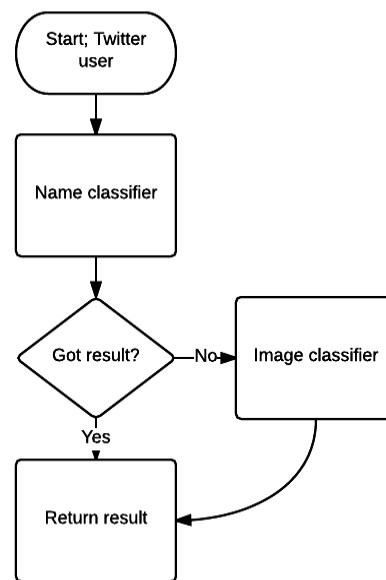 Start; Twitter
user
Name classifier
Got result?
No
Image classifier
Yes
Return result